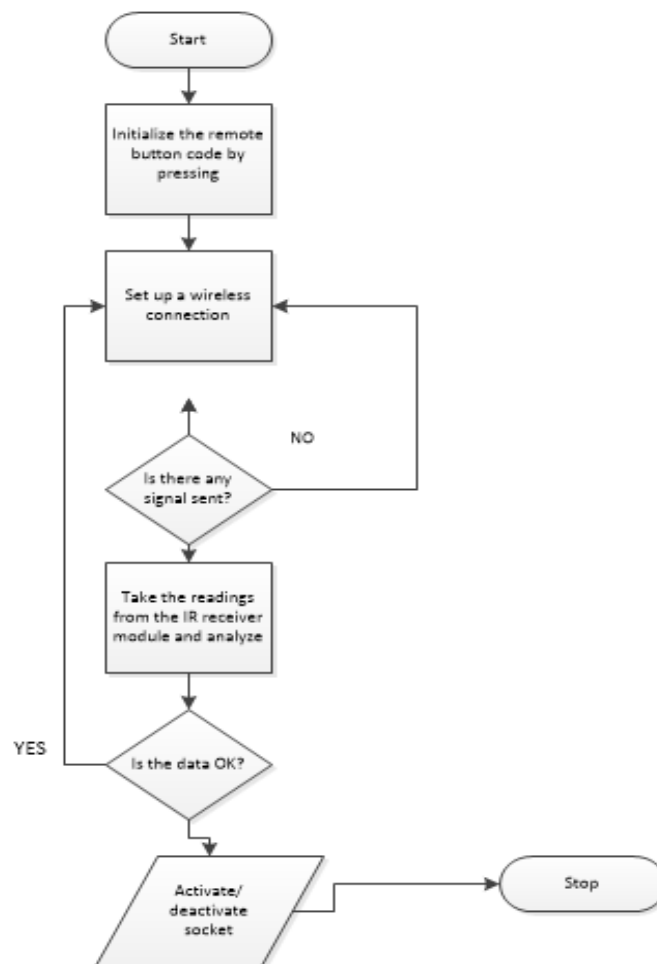 Start
Initialize the remote
button code by
pressing
Set up a wireless
connection
NO
Is there any
signal sent?
Take the readings
from the IR receiver
module and analyze
YES
Is the data OK?
Activate/
deactivate
socket
Stop